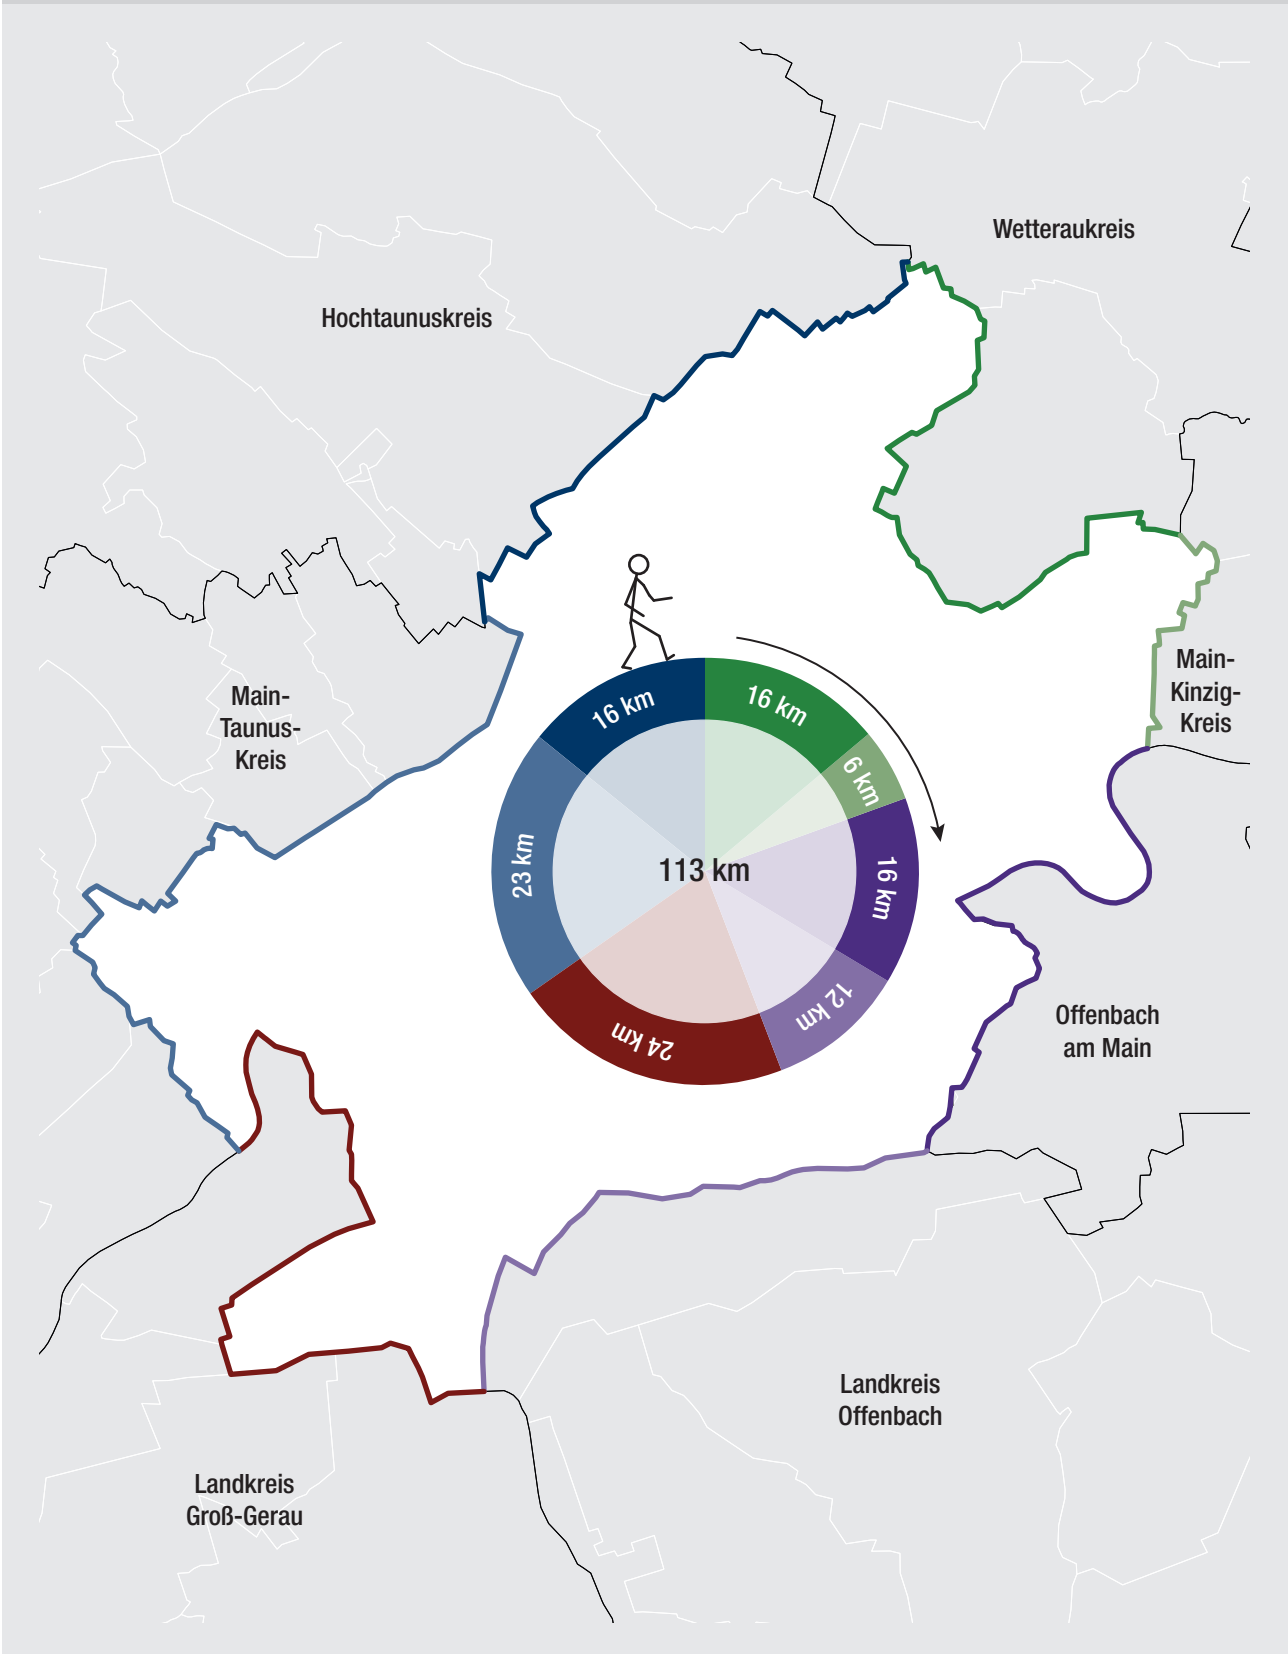 Wetteraukreis
Hochtaunuskreis
Main-
Kinzig-
Kreis
Main-
Taunus-
Kreis
16 km
16 km
6 km
16 km
12 km
24 km
23 km
113 km
Offenbach
am Main
Landkreis
Offenbach
Landkreis
Groß-Gerau